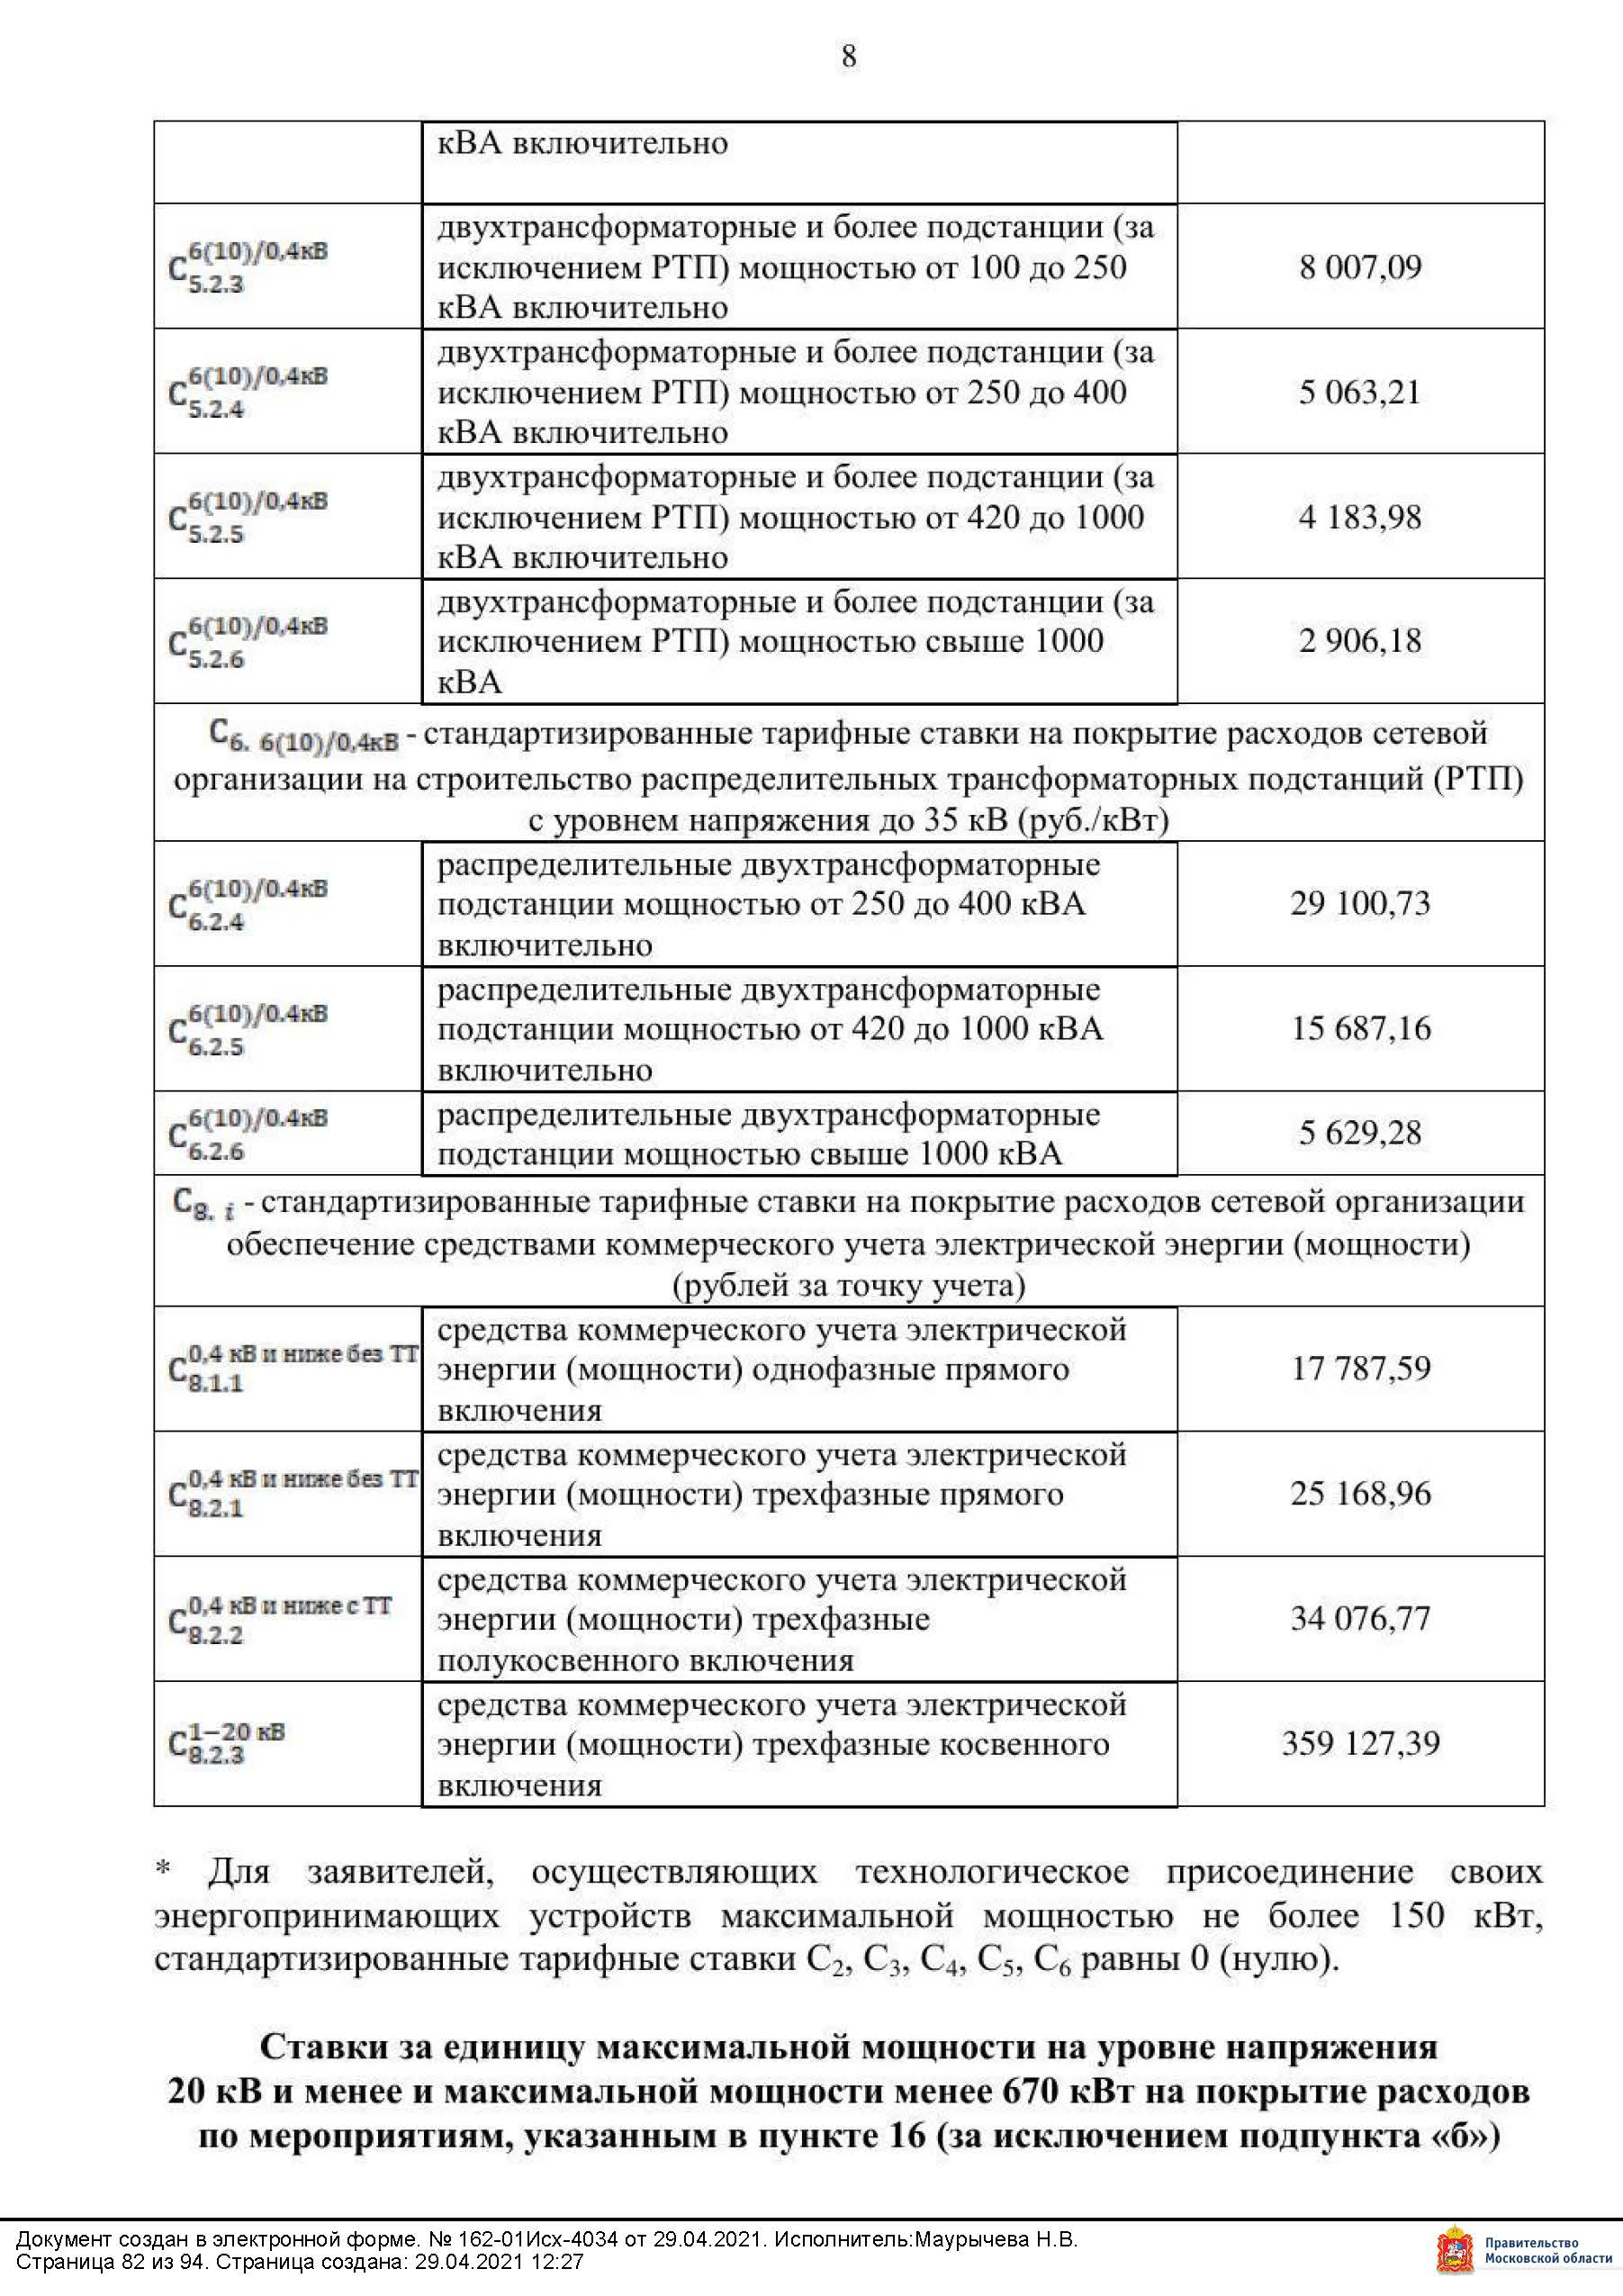 8
кВА включительно
C 6(10)/0,4кВ 5.2.3
двухтрансформаторные и более подстанции (за
исключением РТП) мощностью от 100 до 250
кВА включительно
8 007,09
C 6(10)/0,4кВ 5.2.4
двухтрансформаторные и более подстанции (за
исключением РТП) мощностью от 250 до 400
кВА включительно
5 063,21
C 6(10)/0,4кВ 5.2.5
двухтрансформаторные и более подстанции (за
исключением РТП) мощностью от 420 до 1000
кВА включительно
4 183,98
C 6(10)/0,4кВ 5.2.6
двухтрансформаторные и более подстанции (за
исключением РТП) мощностью свыше 1000
кВА
2 906,18
C6. 6(10)/0,4кВ - стандартизированные тарифные ставки на покрытие расходов сетевой
организации на строительство распределительных трансформаторных подстанций (РТП)
с уровнем напряжения до 35 кВ (руб./кВт)
C 6(10)/0.4кВ 6.2.4
распределительные двухтрансформаторные
подстанции мощностью от 250 до 400 кВА
включительно
29 100,73
C 6(10)/0.4кВ 6.2.5
распределительные двухтрансформаторные
подстанции мощностью от 420 до 1000 кВА
включительно
15 687,16
C 6(10)/0.4кВ 6.2.6
распределительные двухтрансформаторные
подстанции мощностью свыше 1000 кВА
5 629,28
C8. i - стандартизированные тарифные ставки на покрытие расходов сетевой организации
обеспечение средствами коммерческого учета электрической энергии (мощности)
(рублей за точку учета)
C 0,4 кВ и ниже без ТТ 8.1.1
средства коммерческого учета электрической
энергии (мощности) однофазные прямого
включения
17 787,59
C 0,4 кВ и ниже без ТТ 8.2.1
средства коммерческого учета электрической
энергии (мощности) трехфазные прямого
включения
25 168,96
C 0,4 кВ и ниже с ТТ 8.2.2
средства коммерческого учета электрической
энергии (мощности) трехфазные
полукосвенного включения
34 076,77
C 1–20 кВ 8.2.3
средства коммерческого учета электрической
энергии (мощности) трехфазные косвенного
включения
359 127,39
* Для заявителей, осуществляющих технологическое присоединение своих
энергопринимающих устройств максимальной мощностью не более 150 кВт,
стандартизированные тарифные ставки С2, С3, С4, С5, С6 равны 0 (нулю).
Ставки за единицу максимальной мощности на уровне напряжения
20 кВ и менее и максимальной мощности менее 670 кВт на покрытие расходов
по мероприятиям, указанным в пункте 16 (за исключением подпункта «б»)
Документ создан в электронной форме. № 162-01Исх-4034 от 29.04.2021. Исполнитель:Маурычева Н.В.
Страница 82 из 94. Страница создана: 29.04.2021 12:27
Правительство
Московской области